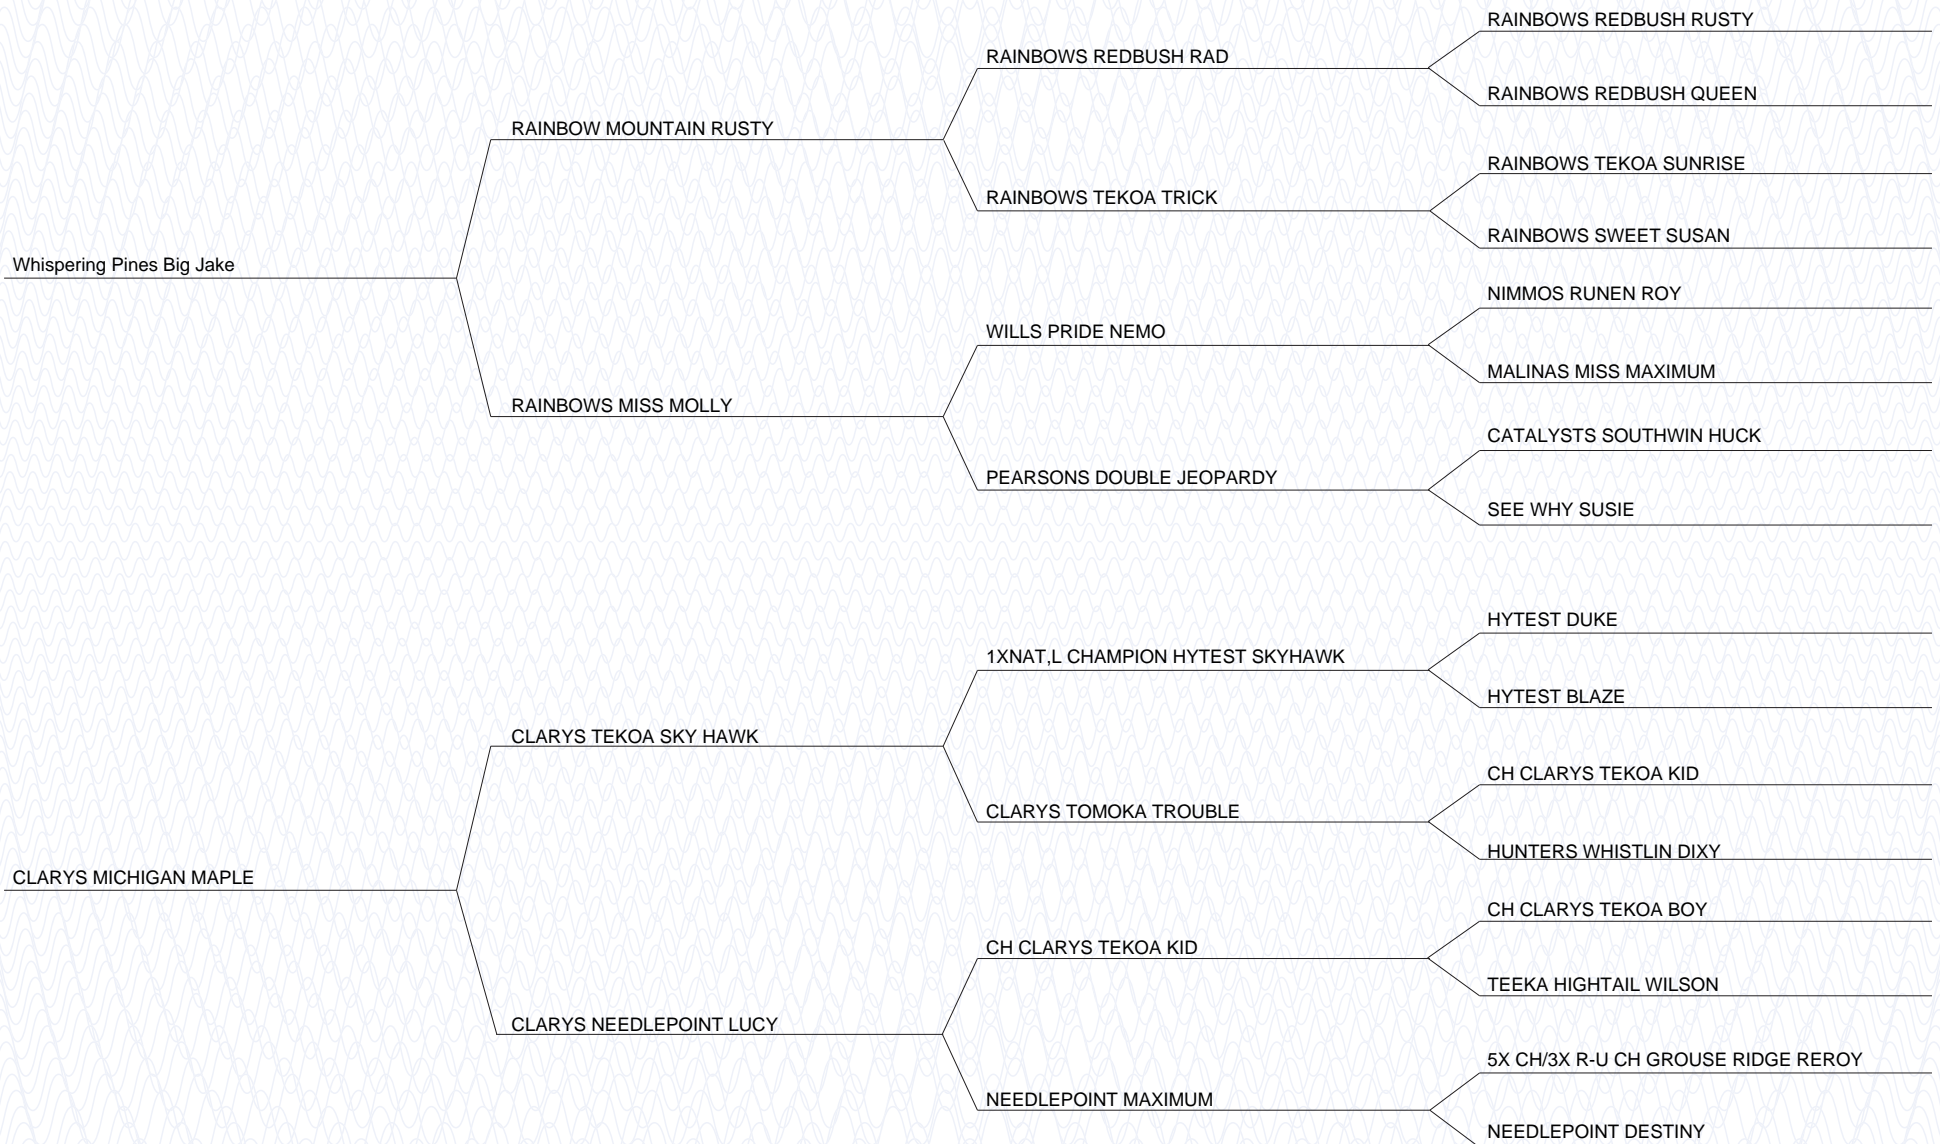 RAINBOWS REDBUSH RUSTY
RAINBOWS REDBUSH RAD
RAINBOWS REDBUSH QUEEN
RAINBOW MOUNTAIN RUSTY
RAINBOWS TEKOA SUNRISE
RAINBOWS TEKOA TRICK
RAINBOWS SWEET SUSAN
Whispering Pines Big Jake
NIMMOS RUNEN ROY
WILLS PRIDE NEMO
MALINAS MISS MAXIMUM
RAINBOWS MISS MOLLY
CATALYSTS SOUTHWIN HUCK
PEARSONS DOUBLE JEOPARDY
SEE WHY SUSIE
HYTEST DUKE
1XNAT,L CHAMPION HYTEST SKYHAWK
HYTEST BLAZE
CLARYS TEKOA SKY HAWK
CH CLARYS TEKOA KID
CLARYS TOMOKA TROUBLE
HUNTERS WHISTLIN DIXY
CLARYS MICHIGAN MAPLE
CH CLARYS TEKOA BOY
CH CLARYS TEKOA KID
TEEKA HIGHTAIL WILSON
CLARYS NEEDLEPOINT LUCY
5X CH/3X R-U CH GROUSE RIDGE REROY
NEEDLEPOINT MAXIMUM
NEEDLEPOINT DESTINY